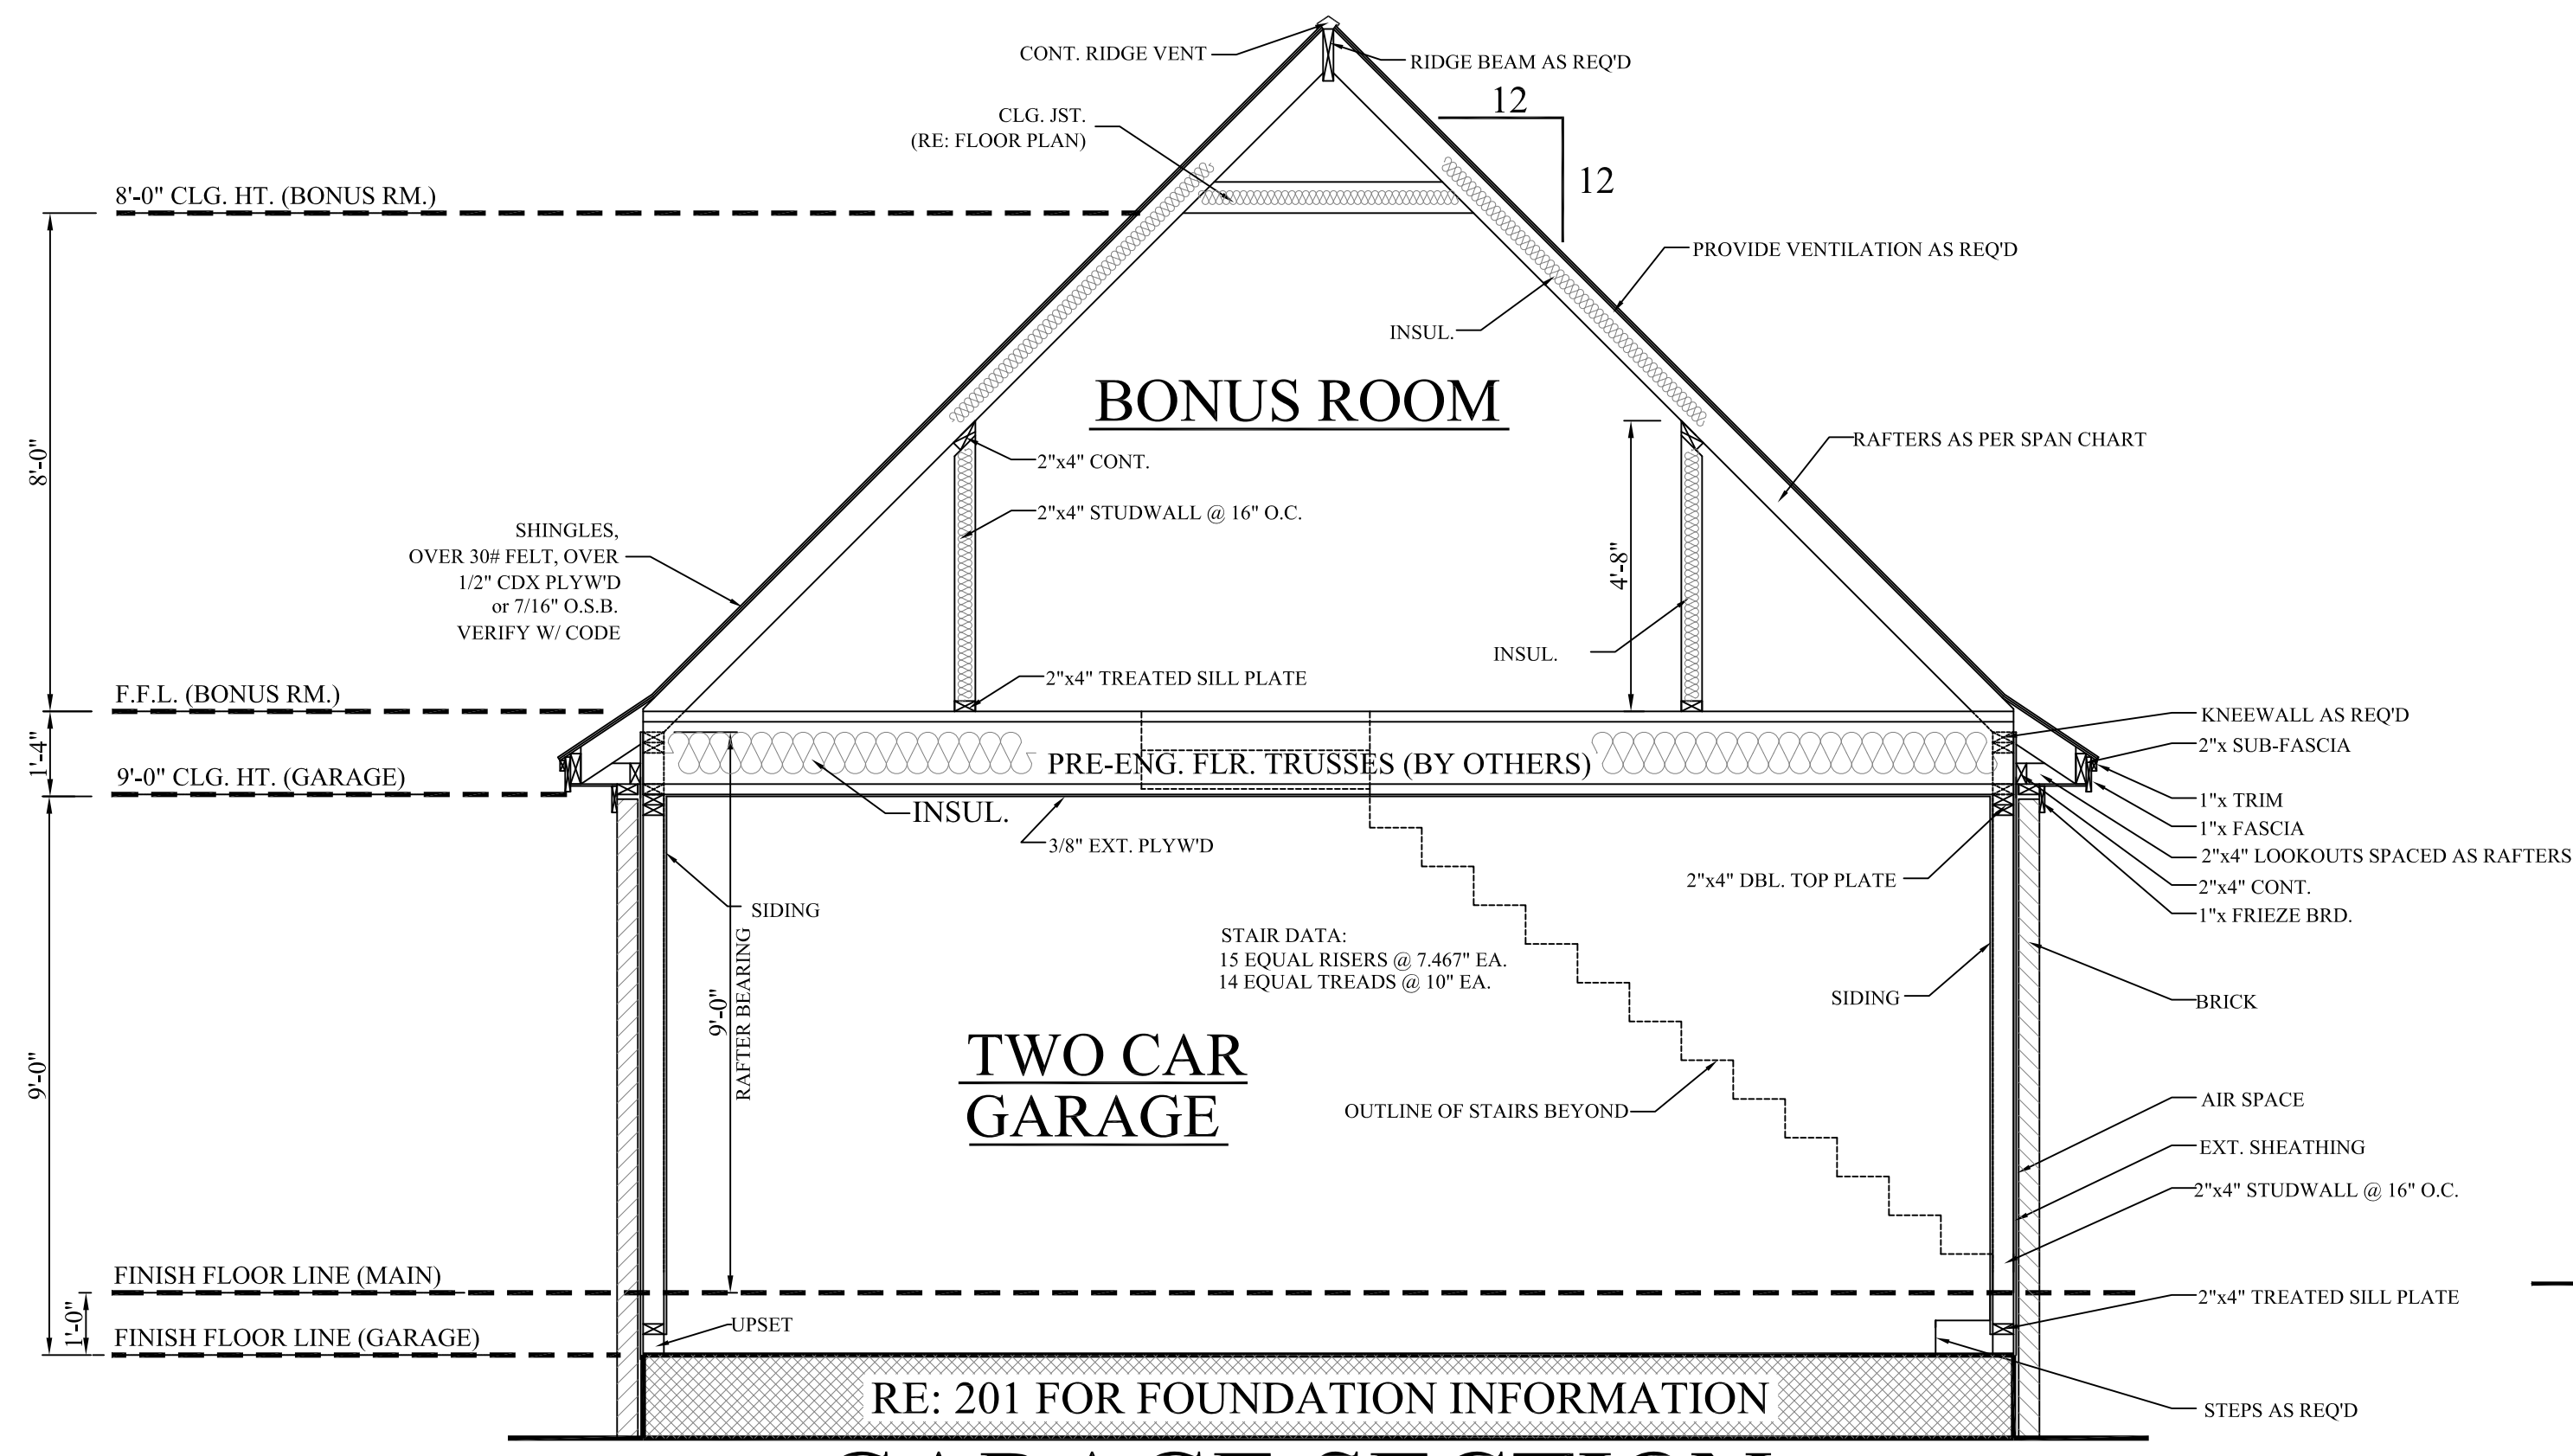 CONT. RIDGE VENT
RIDGE BEAM AS REQ'D
12
12
CLG. JST.
(RE: FLOOR PLAN)
8'-0" CLG. HT. (BONUS RM.)
PROVIDE VENTILATION AS REQ'D
INSUL.
BONUS ROOM
RAFTERS AS PER SPAN CHART
8'-0"
2"x4" CONT.
2"x4" STUDWALL @ 16" O.C.
SHINGLES,
OVER 30# FELT, OVER
1/2" CDX PLYW'D
or 7/16" O.S.B.
VERIFY W/ CODE
4'-8"
INSUL.
2"x4" TREATED SILL PLATE
F.F.L. (BONUS RM.)
1'-4"
9'-0" CLG. HT. (GARAGE)
KNEEWALL AS REQ'D
2"x SUB-FASCIA
PRE-ENG. FLR. TRUSSES (BY OTHERS)
INSUL.
3/8" EXT. PLYW'D
1"x TRIM
1"x FASCIA
2"x4" LOOKOUTS SPACED AS RAFTERS
2"x4" CONT.
1"x FRIEZE BRD.
2"x4" DBL. TOP PLATE
SIDING
9'-0"
RAFTER BEARING
STAIR DATA:
15 EQUAL RISERS @ 7.467" EA.
14 EQUAL TREADS @ 10" EA.
SIDING
BRICK
9'-0"
TWO CAR
GARAGE
OUTLINE OF STAIRS BEYOND
AIR SPACE
EXT. SHEATHING
2"x4" STUDWALL @ 16" O.C.
FINISH FLOOR LINE (MAIN)
1'-0"
FINISH FLOOR LINE (GARAGE)
UPSET
2"x4" TREATED SILL PLATE
RE: 201 FOR FOUNDATION INFORMATION
STEPS AS REQ'D
GARAGE SECTION